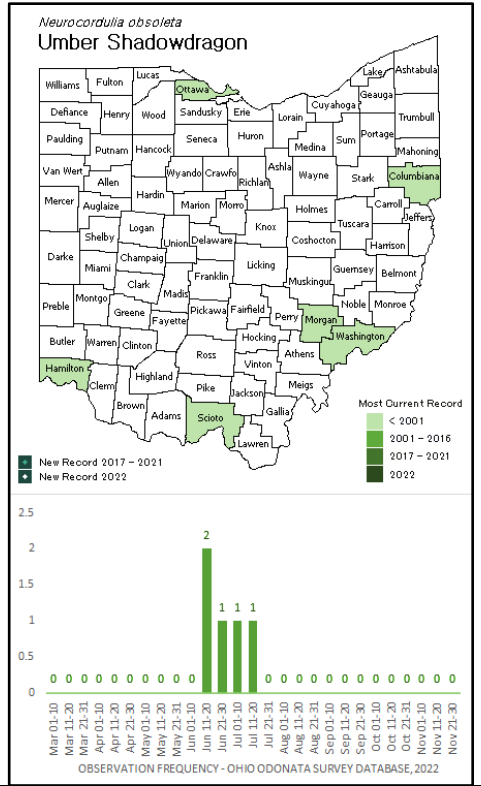 Neurocordulia obsoleta
Umber Shadowdragon
Williams Fulton Lucas Ottawa Lake Ashtabula
Geauga
Defiance Henry Wood Sandusky Erie Lorain Cuyahoga Trumbull
Paulding Putnam Hancock Seneca Huron Medina Sum Portage Mahoning
Van Wert Allen Wyando Crawfo Richlan Ashla Wayne Stark Columbiana
Mercer Auglaize Hardin Marion Morro Holmes Tuscara Carroll Jeffers
Shelby Logan Union Delaware Knox Coshocton Harrison
Darke Miami Champaig Licking Guernsey Belmont
Clark Madis Franklin Muskingu
Preble Montgo Greene Fayette Pickawa Fairfield Perry Morgan Noble Monroe
Butler Warren Clinton Ross Hocking Athens Washington
Hamilton Clerm Highland Vinton Meigs
Brown Adams Pike Jackson Gallia
Scioto Lawren
Most Current Record
< 2001
2001 - 2016
2017 - 2021
2022
New Record 2017 - 2021
New Record 2022
2.5
2
1.5
1
0.5
0
0 0 0 0 0 0 0 0 0 0 2 1 1 1 0 0 0 0 0 0 0 0 0 0 0 0 0
Mar 01-10
Mar 11-20
Mar 21-31
Apr 01-10
Apr 11-20
Apr 21-30
May 01-10
May 11-20
May 21-31
Jun 01-10
Jun 11-20
Jun 21-30
Jul 01-10
Jul 11-20
Jul 21-31
Aug 01-10
Aug 11-20
Aug 21-31
Sep 01-10
Sep 11-20
Sep 21-30
Oct 01-10
Oct 11-20
Oct 21-31
Nov 01-10
Nov 11-20
Nov 21-30
OBSERVATION FREQUENCY - OHIO ODONATA SURVEY DATABASE, 2022